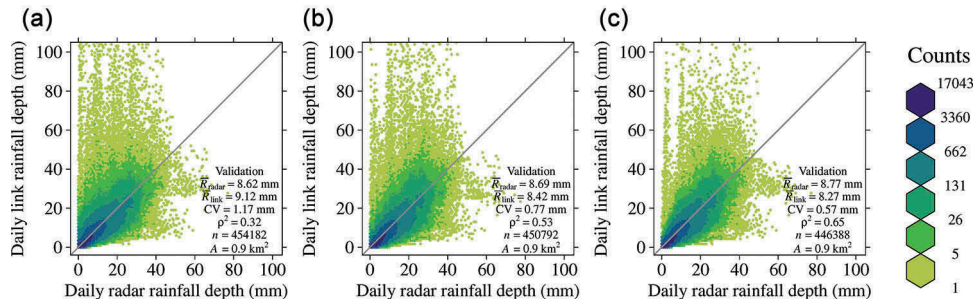 (a)
(b)
(c)
Daily link rainfall depth (mm)
100
80
60
40
20
0
Validation
R̅radar = 8.62 mm
R̅link = 9.12 mm
CV = 1.17 mm
ρ² = 0.32
n = 454182
A = 0.9 km²
0 20 40 60 80 100
Daily radar rainfall depth (mm)
Daily link rainfall depth (mm)
100
80
60
40
20
0
Validation
R̅radar = 8.69 mm
R̅link = 8.42 mm
CV = 0.77 mm
ρ² = 0.53
n = 450792
A = 0.9 km²
0 20 40 60 80 100
Daily radar rainfall depth (mm)
Daily link rainfall depth (mm)
100
80
60
40
20
0
Validation
R̅radar = 8.77 mm
R̅link = 8.27 mm
CV = 0.57 mm
ρ² = 0.65
n = 446388
A = 0.9 km²
0 20 40 60 80 100
Daily radar rainfall depth (mm)
Counts
17043
3360
662
131
26
5
1